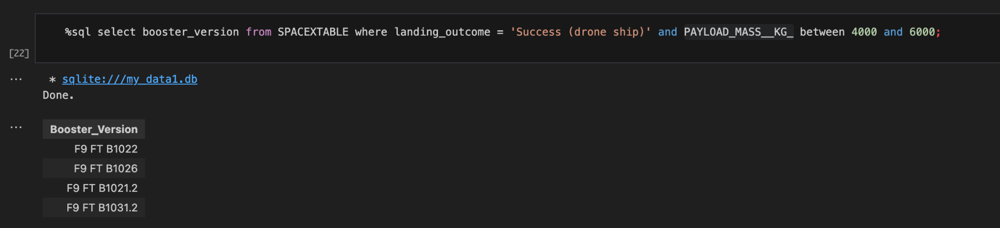 %sql select booster_version from SPACEXTABLE where landing_outcome = 'Success (drone ship)' and PAYLOAD_MASS__KG_ between 4000 and 6000;
[22]
... * sqlite:///my_data1.db
Done.
... Booster_Version
F9 FT B1022
F9 FT B1026
F9 FT B1021.2
F9 FT B1031.2